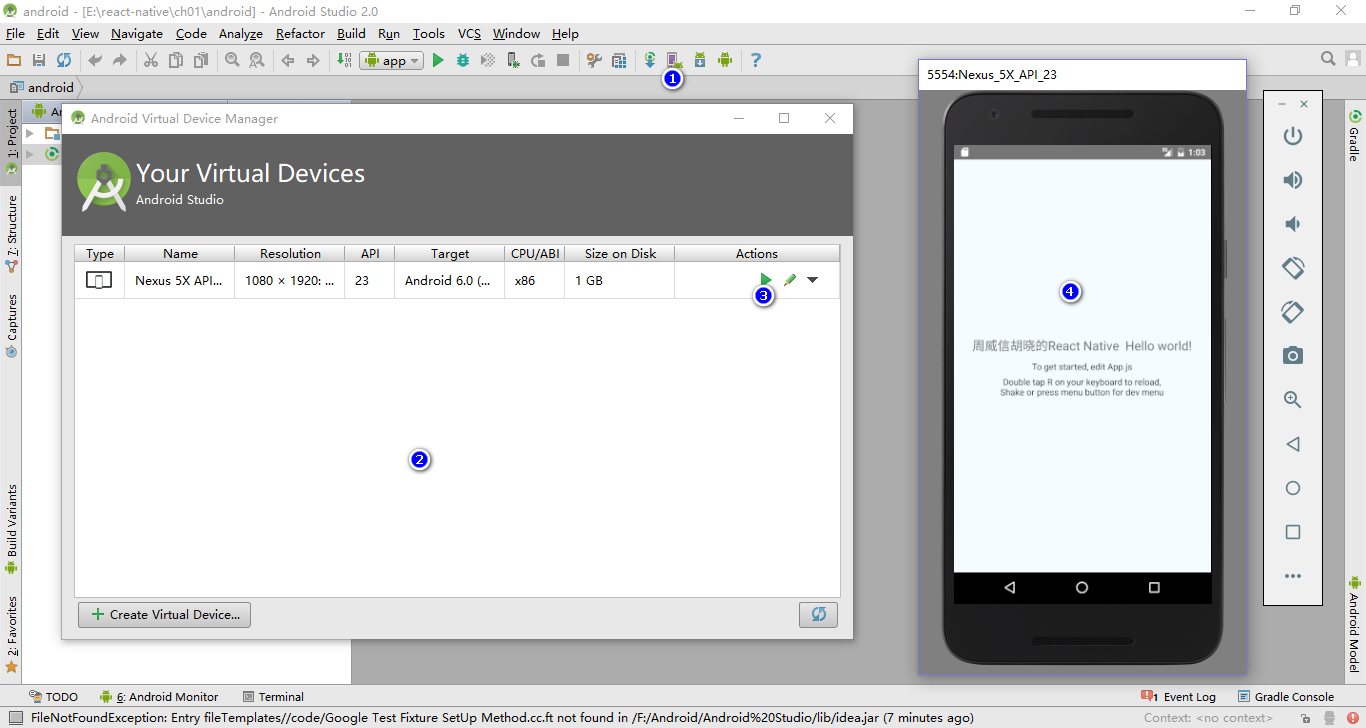 android - [E:\react-native\ch01\android] - Android Studio 2.0
File Edit View Navigate Code Analyze Refactor Build Run Tools VCS Window Help
app
android
1: Project
7: Structure
Captures
Build Variants
2: Favorites
An
Android Virtual Device Manager
Your Virtual Devices
Android Studio
Type Name Resolution API Target CPU/ABI Size on Disk Actions
Nexus 5X API... 1080 × 1920: ... 23 Android 6.0 (... x86 1 GB
Create Virtual Device...
1
2
3
4
5554:Nexus_5X_API_23
1:03
周威信胡晓的React Native Hello world!
To get started, edit App.js
Double tap R on your keyboard to reload,
Shake or press menu button for dev menu
Gradle
Android Model
TODO 6: Android Monitor Terminal 1 Event Log Gradle Console
FileNotFoundException: Entry fileTemplates//code/Google Test Fixture SetUp Method.cc.ft not found in /F:/Android/Android%20Studio/lib/idea.jar (7 minutes ago) Context: <no context>